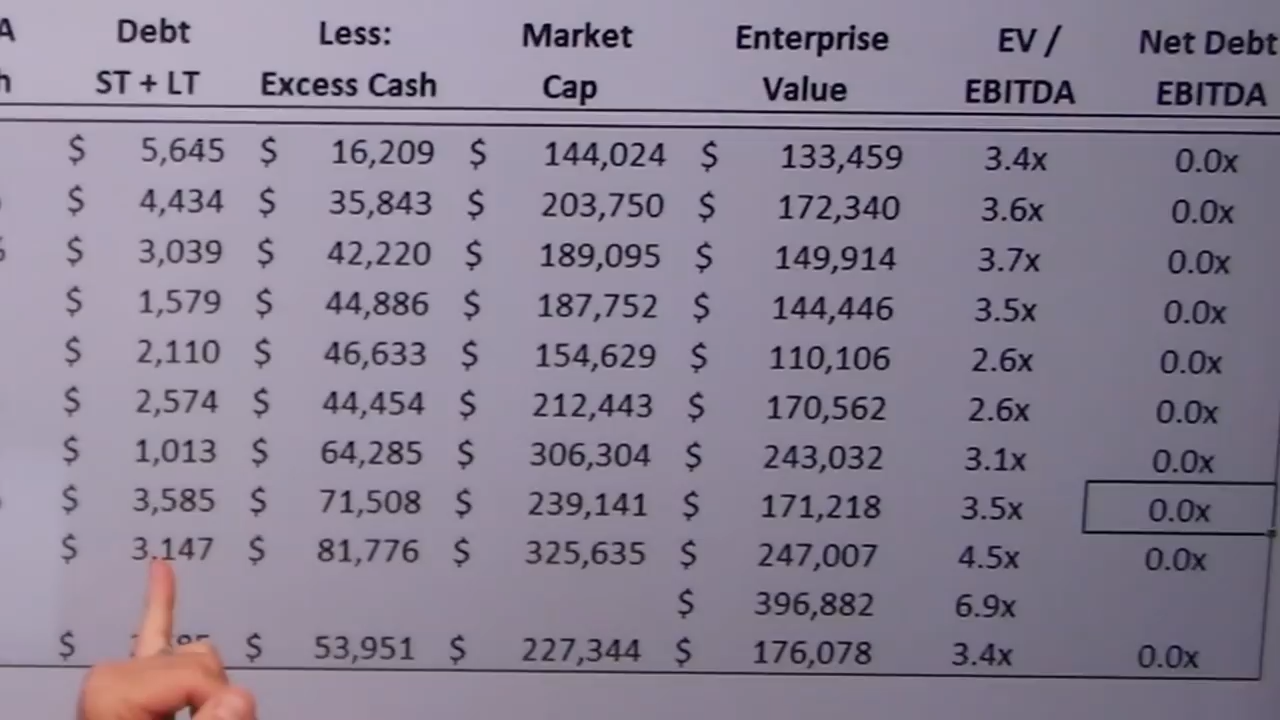 A Debt Less: Market Enterprise EV / Net Debt
h ST + LT Excess Cash Cap Value EBITDA EBITDA
$ 5,645 $ 16,209 $ 144,024 $ 133,459 3.4x 0.0x
$ 4,434 $ 35,843 $ 203,750 $ 172,340 3.6x 0.0x
$ 3,039 $ 42,220 $ 189,095 $ 149,914 3.7x 0.0x
$ 1,579 $ 44,886 $ 187,752 $ 144,446 3.5x 0.0x
$ 2,110 $ 46,633 $ 154,629 $ 110,106 2.6x 0.0x
$ 2,574 $ 44,454 $ 212,443 $ 170,562 2.6x 0.0x
$ 1,013 $ 64,285 $ 306,304 $ 243,032 3.1x 0.0x
$ 3,585 $ 71,508 $ 239,141 $ 171,218 3.5x 0.0x
$ 3,147 $ 81,776 $ 325,635 $ 247,007 4.5x 0.0x
$ 396,882 6.9x
$ $ 53,951 $ 227,344 $ 176,078 3.4x 0.0x